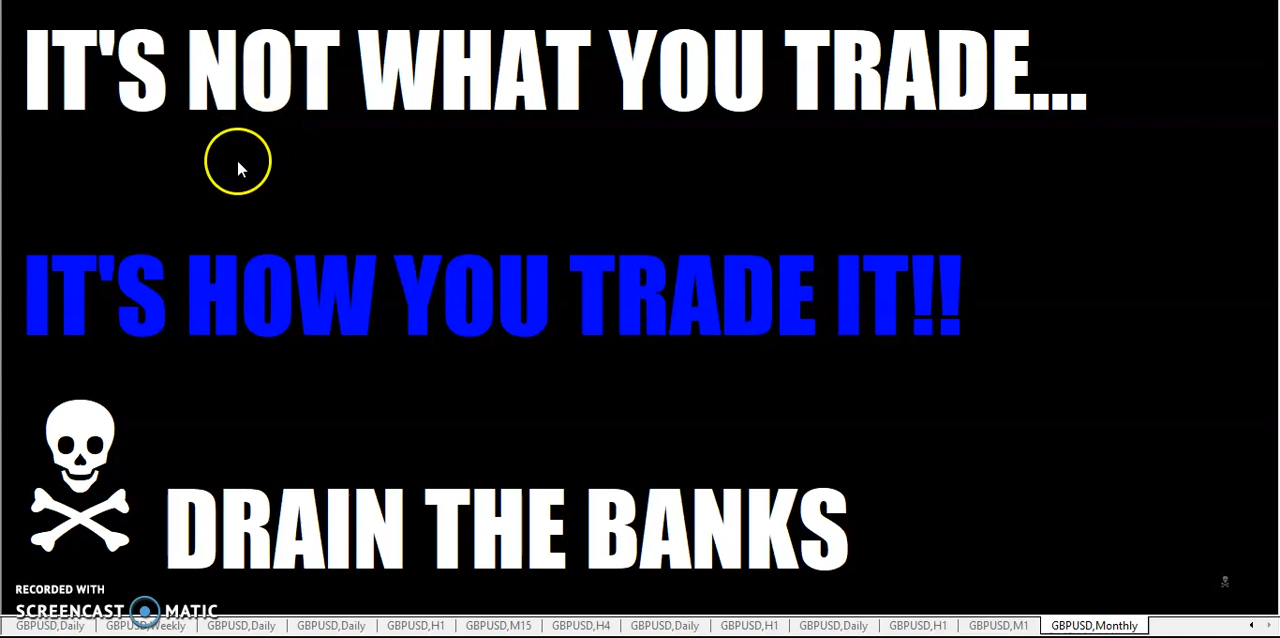 IT'S NOT WHAT YOU TRADE...
IT'S HOW YOU TRADE IT!!
DRAIN THE BANKS
RECORDED WITH
SCREENCAST MATIC
GBPUSD,Daily GBPUSD,Weekly GBPUSD,Daily GBPUSD,Daily GBPUSD,H1 GBPUSD,M15 GBPUSD,H4 GBPUSD,Daily GBPUSD,H1 GBPUSD,Daily GBPUSD,H1 GBPUSD,M1 GBPUSD,Monthly